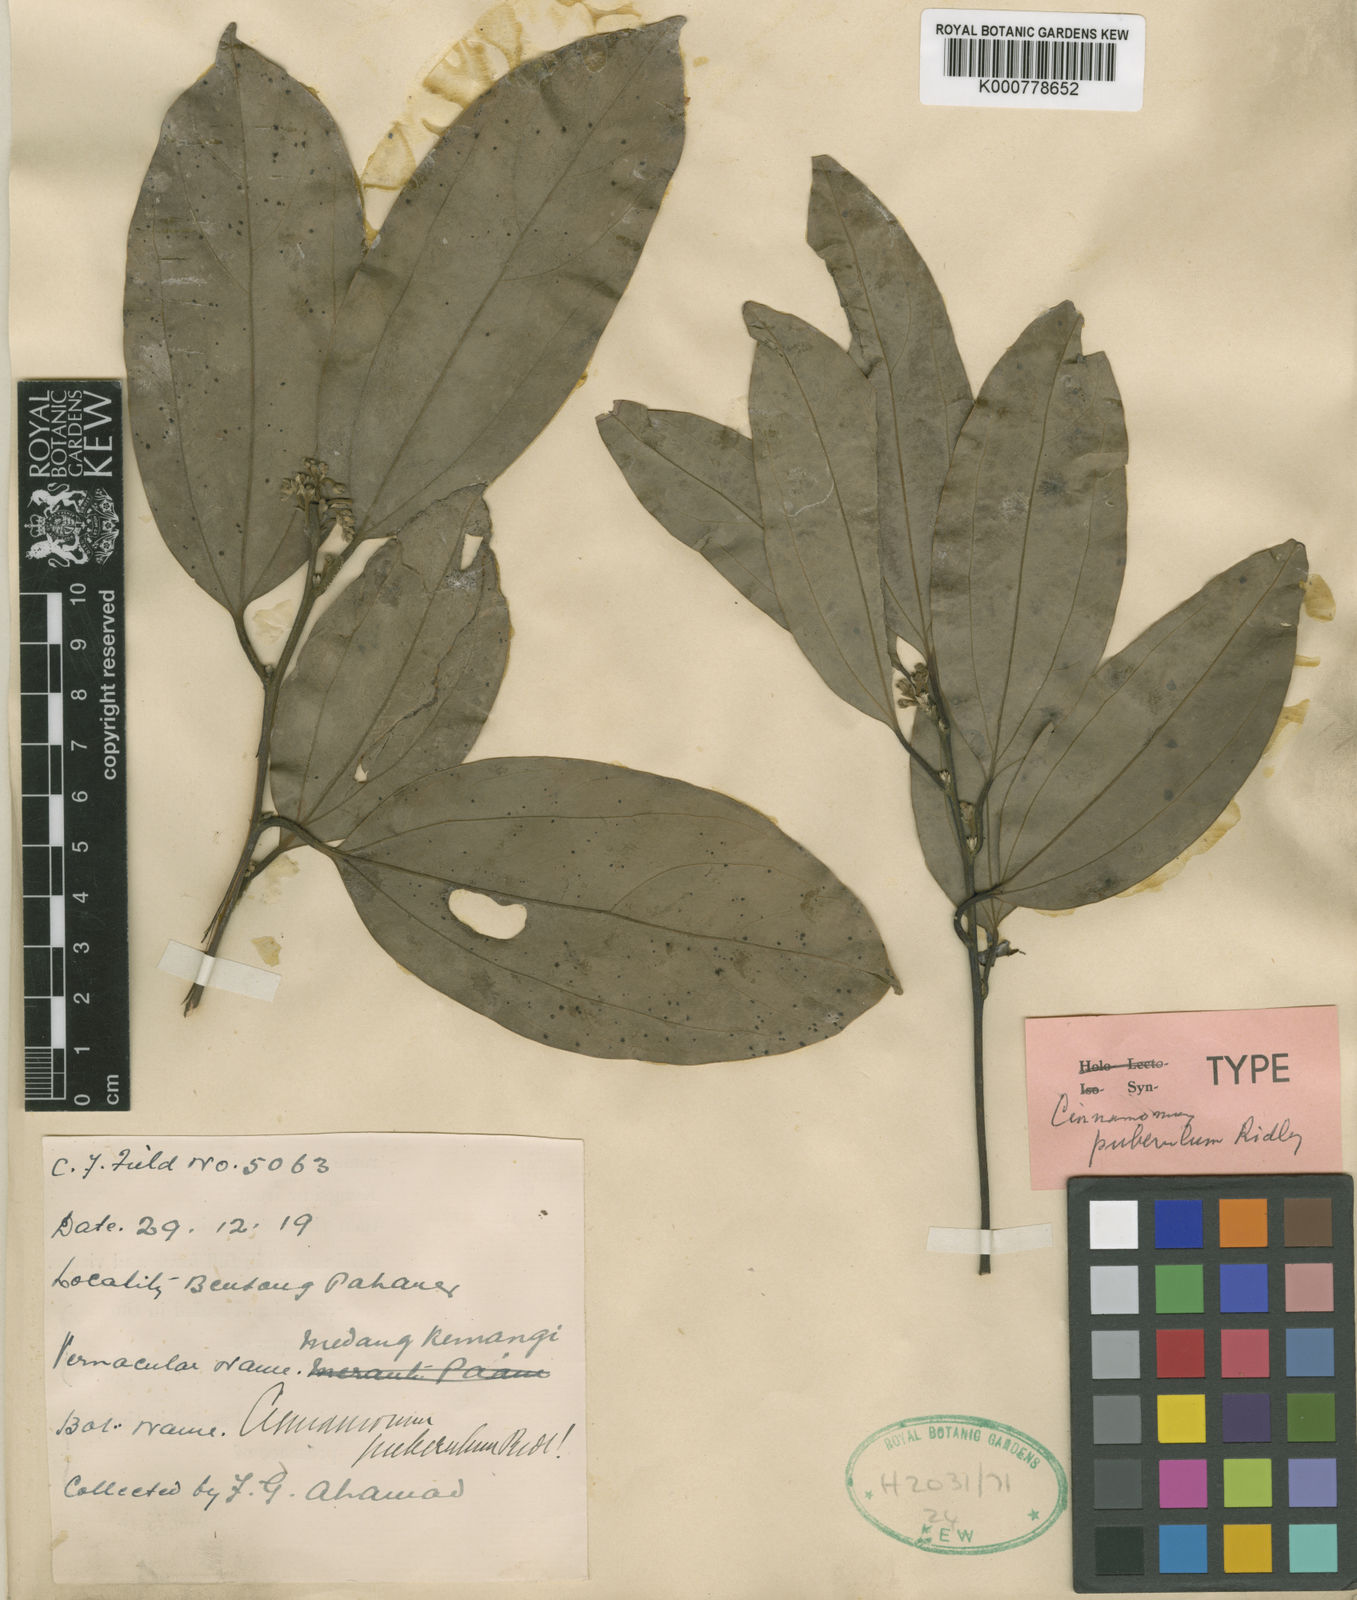 ROYAL BOTANIC GARDENS KEW
K000778652
ROYAL
BOTANIC
GARDENS
KEW
copyright reserved
10
9
8
7
6
5
4
3
2
1
0
cm
Holo- Lecto-
Iso- Syn-
TYPE
Cinnamomum
puberulum Ridley
C. F. Field No. 5063
Date. 29. 12. 19
Locality Bentong Pahang
Medang Kemangi
Vernacular Name. Meranti
Bot. Name. Cinnamomum
puberulum Ridl!
Collected by F. G. Ahamad
ROYAL BOTANIC GARDENS
H2031/71
24
KEW